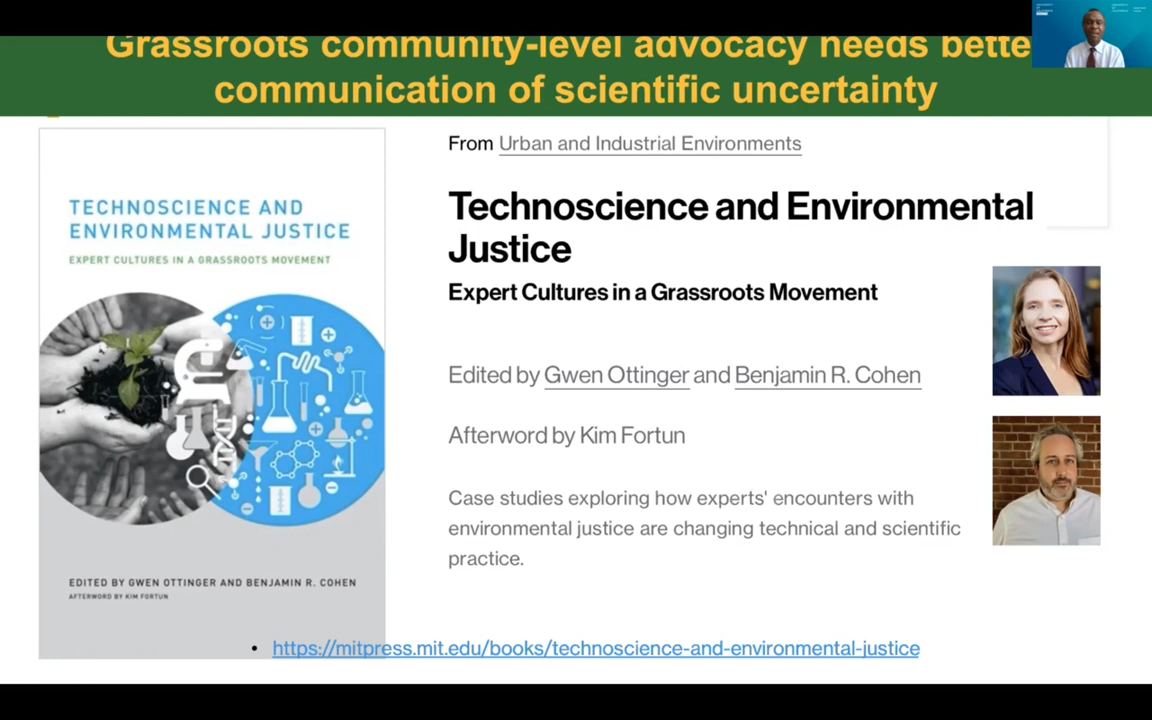 Grassroots community-level advocacy needs bette
communication of scientific uncertainty
TECHNOSCIENCE AND
ENVIRONMENTAL JUSTICE
EXPERT CULTURES IN A GRASSROOTS MOVEMENT
EDITED BY GWEN OTTINGER AND BENJAMIN R. COHEN
AFTERWORD BY KIM FORTUN
From Urban and Industrial Environments
Technoscience and Environmental
Justice
Expert Cultures in a Grassroots Movement
Edited by Gwen Ottinger and Benjamin R. Cohen
Afterword by Kim Fortun
Case studies exploring how experts' encounters with
environmental justice are changing technical and scientific
practice.
• https://mitpress.mit.edu/books/technoscience-and-environmental-justice